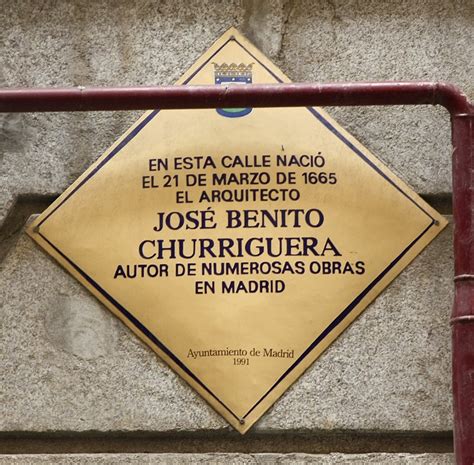 EN ESTA CALLE NACIÓ
EL 21 DE MARZO DE 1665
EL ARQUITECTO
JOSÉ BENITO
CHURRIGUERA
AUTOR DE NUMEROSAS OBRAS
EN MADRID
Ayuntamiento de Madrid
1991